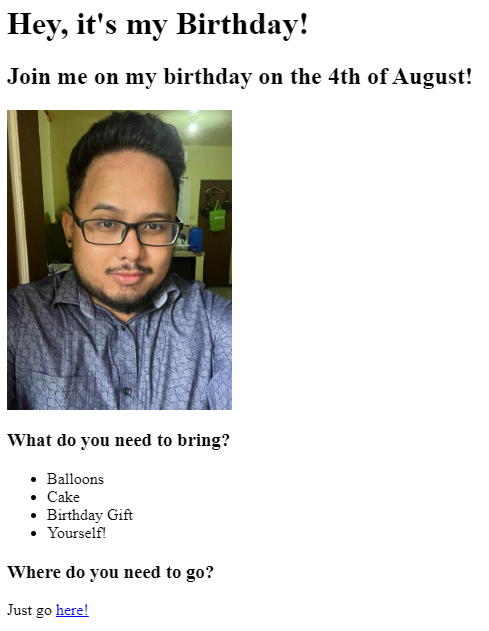 Hey, it's my Birthday!
Join me on my birthday on the 4th of August!
What do you need to bring?
Balloons
Cake
Birthday Gift
Yourself!
Where do you need to go?
Just go here!